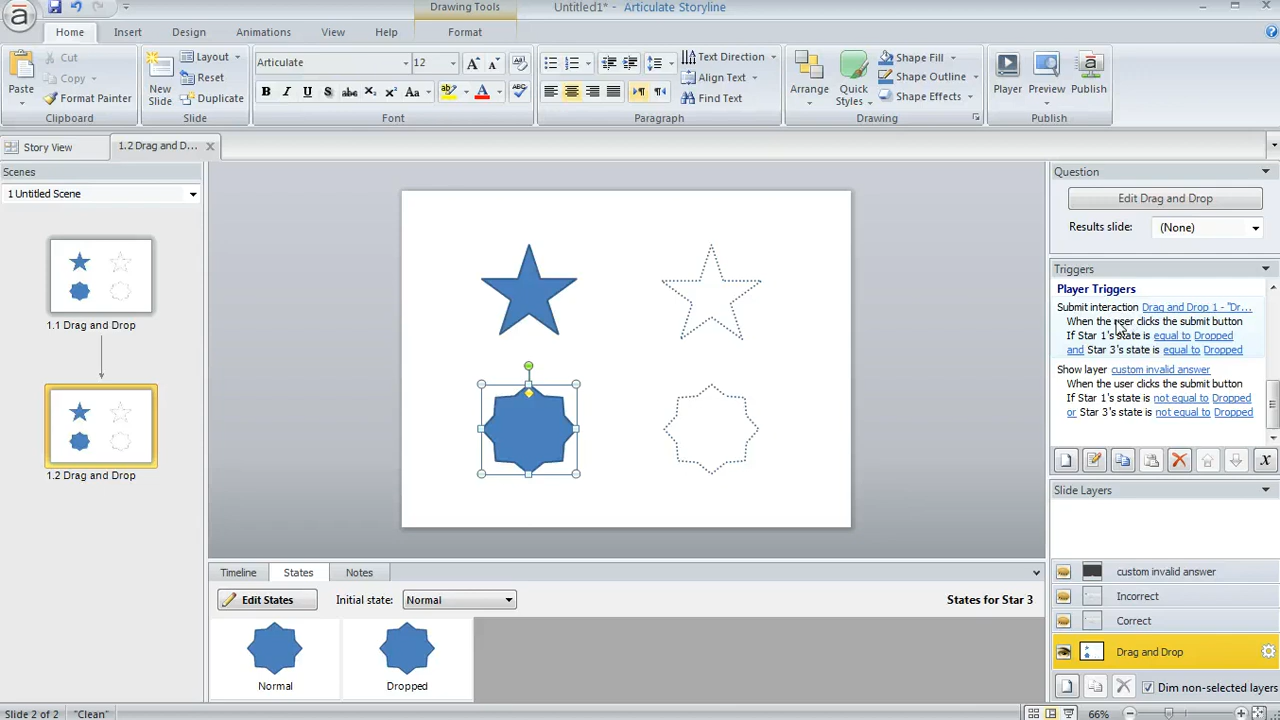 Drawing Tools
Untitled1* - Articulate Storyline
Home Insert Design Animations View Help Format
Cut
Copy
Format Painter
Paste
Clipboard
New
Slide
Layout
Reset
Duplicate
Slide
Articulate 12
B I U S abc X₂ X² Aa A
Font
Text Direction
Align Text
Find Text
Paragraph
Arrange
Quick
Styles
Shape Fill
Shape Outline
Shape Effects
Drawing
Player Preview Publish
Publish
Story View
1.2 Drag and D...
Scenes
1 Untitled Scene
1.1 Drag and Drop
1.2 Drag and Drop
Question
Edit Drag and Drop
Results slide: (None)
Triggers
Player Triggers
Submit interaction Drag and Drop 1 - "Dr...
When the user clicks the submit button
If Star 1's state is equal to Dropped
and Star 3's state is equal to Dropped
Show layer custom invalid answer
When the user clicks the submit button
If Star 1's state is not equal to Dropped
or Star 3's state is not equal to Dropped
Slide Layers
custom invalid answer
Incorrect
Correct
Drag and Drop
Dim non-selected layers
Timeline States Notes
Edit States
Initial state: Normal
States for Star 3
Normal
Dropped
Slide 2 of 2 "Clean"
66%